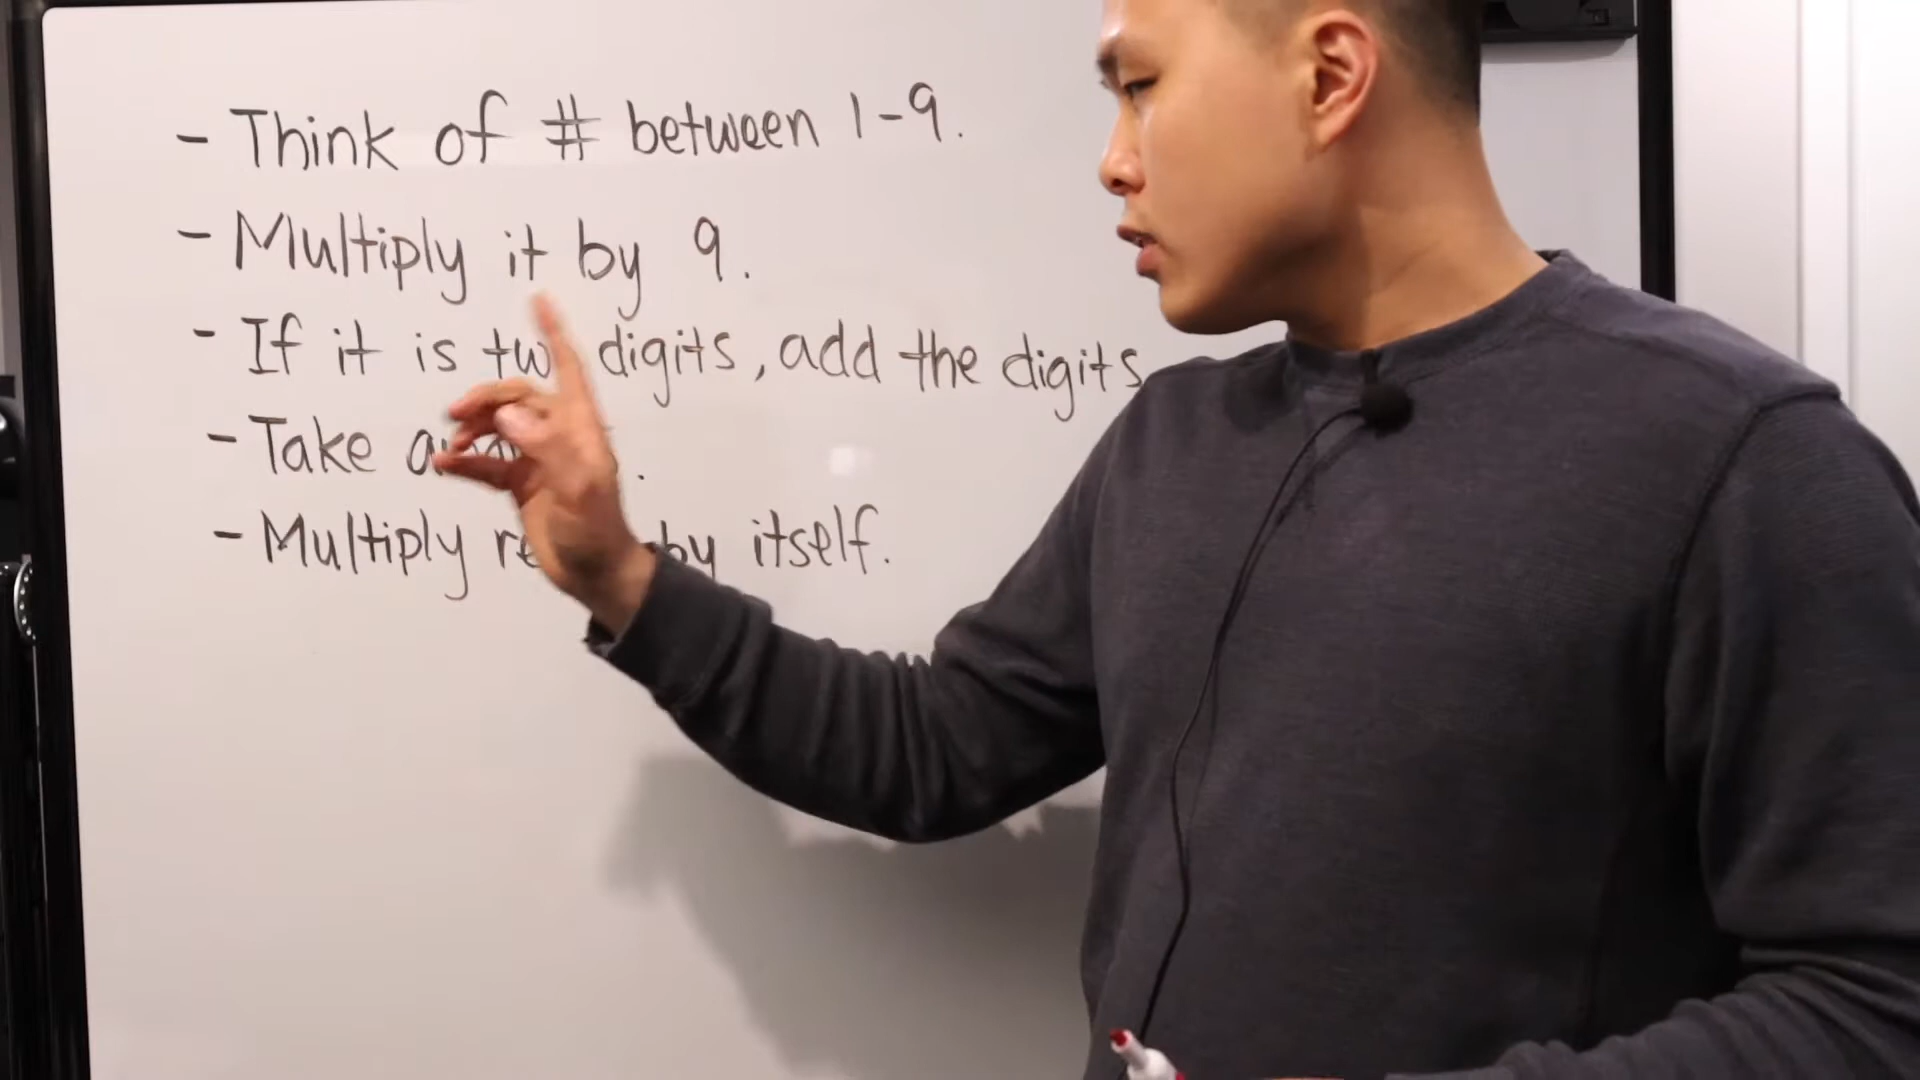 - Think of # between 1-9.
- Multiply it by 9.
- If it is digits, add the digits
- Take
- Multiply by itself.